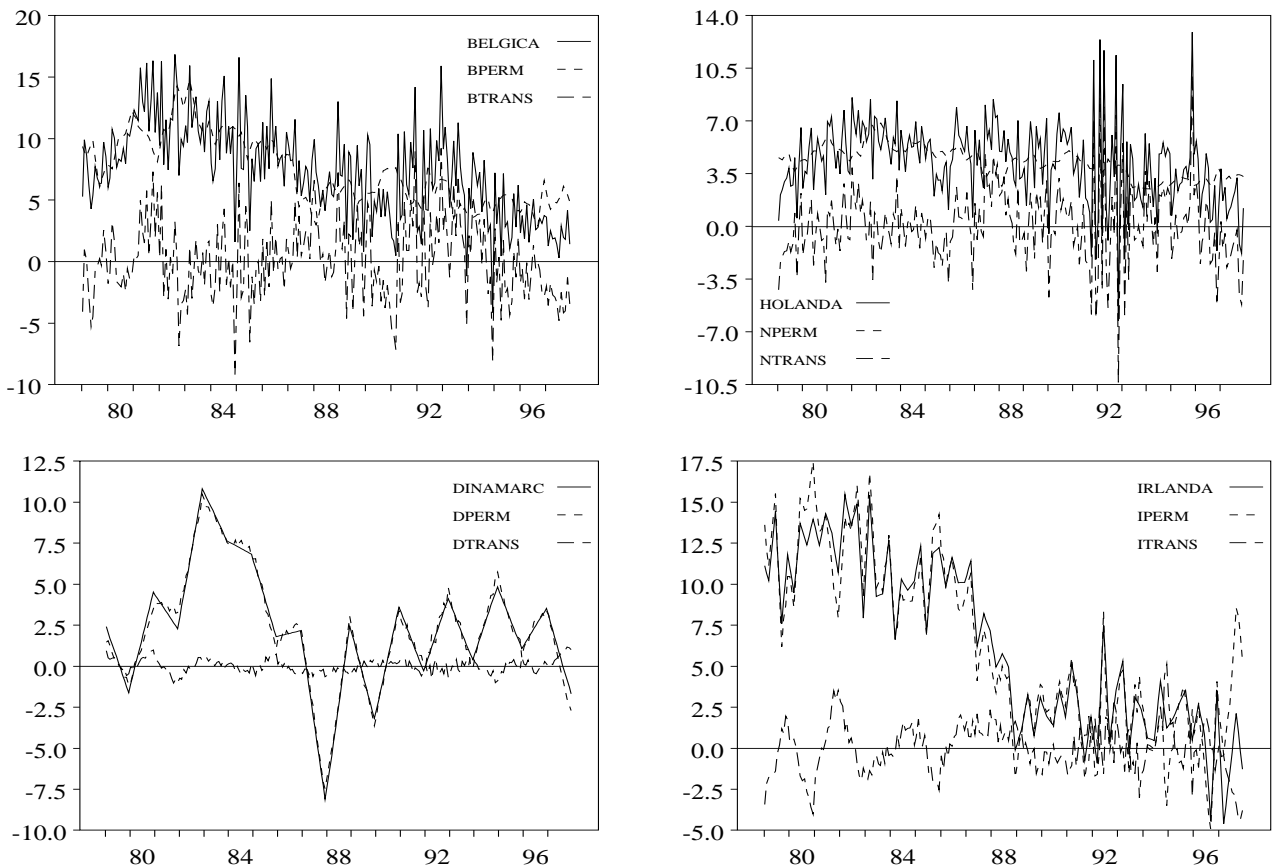 20
15
10
5
0
-5
-10
BELGICA
BPERM
BTRANS
80 84 88 92 96
14.0
10.5
7.0
3.5
0.0
-3.5
-7.0
-10.5
HOLANDA
NPERM
NTRANS
80 84 88 92 96
12.5
10.0
7.5
5.0
2.5
0.0
-2.5
-5.0
-7.5
-10.0
DINAMARC
DPERM
DTRANS
80 84 88 92 96
17.5
15.0
12.5
10.0
7.5
5.0
2.5
0.0
-2.5
-5.0
IRLANDA
IPERM
ITRANS
80 84 88 92 96